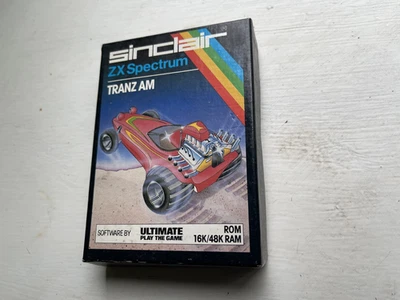 sinclair
ZX Spectrum
TRANZ AM
SOFTWARE BY
ULTIMATE
PLAY THE GAME
ROM
16K/48K RAM